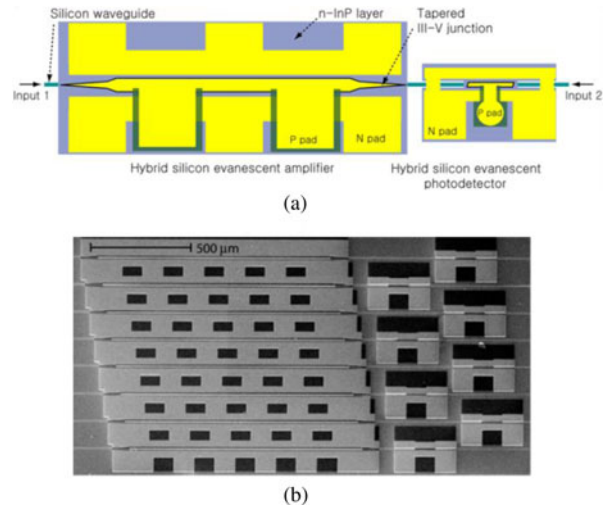 Silicon waveguide
n-InP layer
Tapered
III-V junction
Input 1
Input 2
P pad
N pad
P pad
N pad
Hybrid silicon evanescent amplifier
Hybrid silicon evanescent
photodetector
(a)
500 µm
(b)